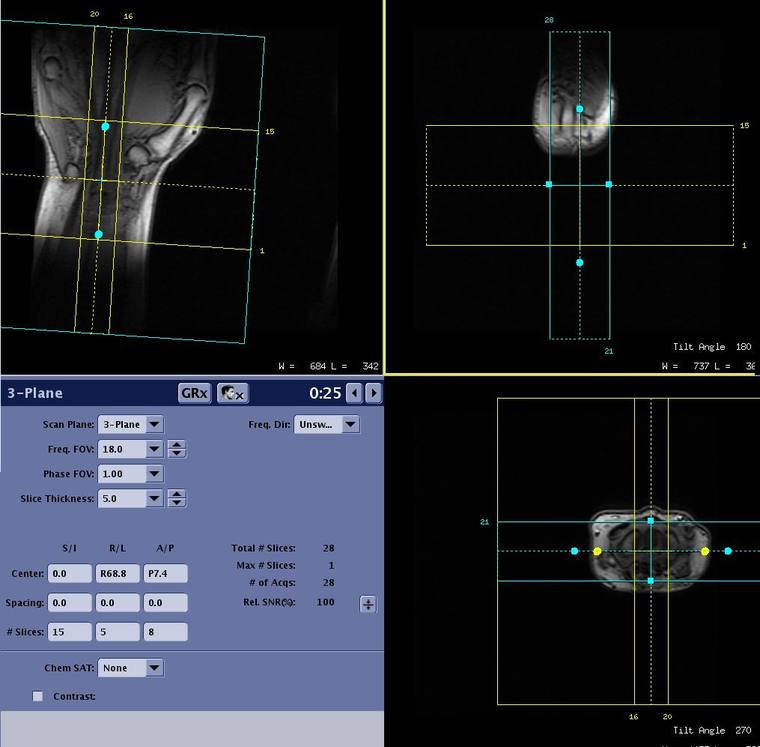 20 16
15
1
W = 684 L = 342
28
15
1
Tilt Angle 180
21
W = 737 L = 36
3-Plane GRx 0:25
Scan Plane: 3-Plane Freq. Dir: Unsw...
Freq. FOV: 18.0
Phase FOV: 1.00
Slice Thickness: 5.0
S/I R/L A/P Total # Slices: 28
Max # Slices: 1
Center: 0.0 R68.8 P7.4 # of Acqs: 28
Spacing: 0.0 0.0 0.0 Rel. SNR(%): 100
# Slices: 15 5 8
Chem SAT: None
Contrast:
21
16 20
Tilt Angle 270